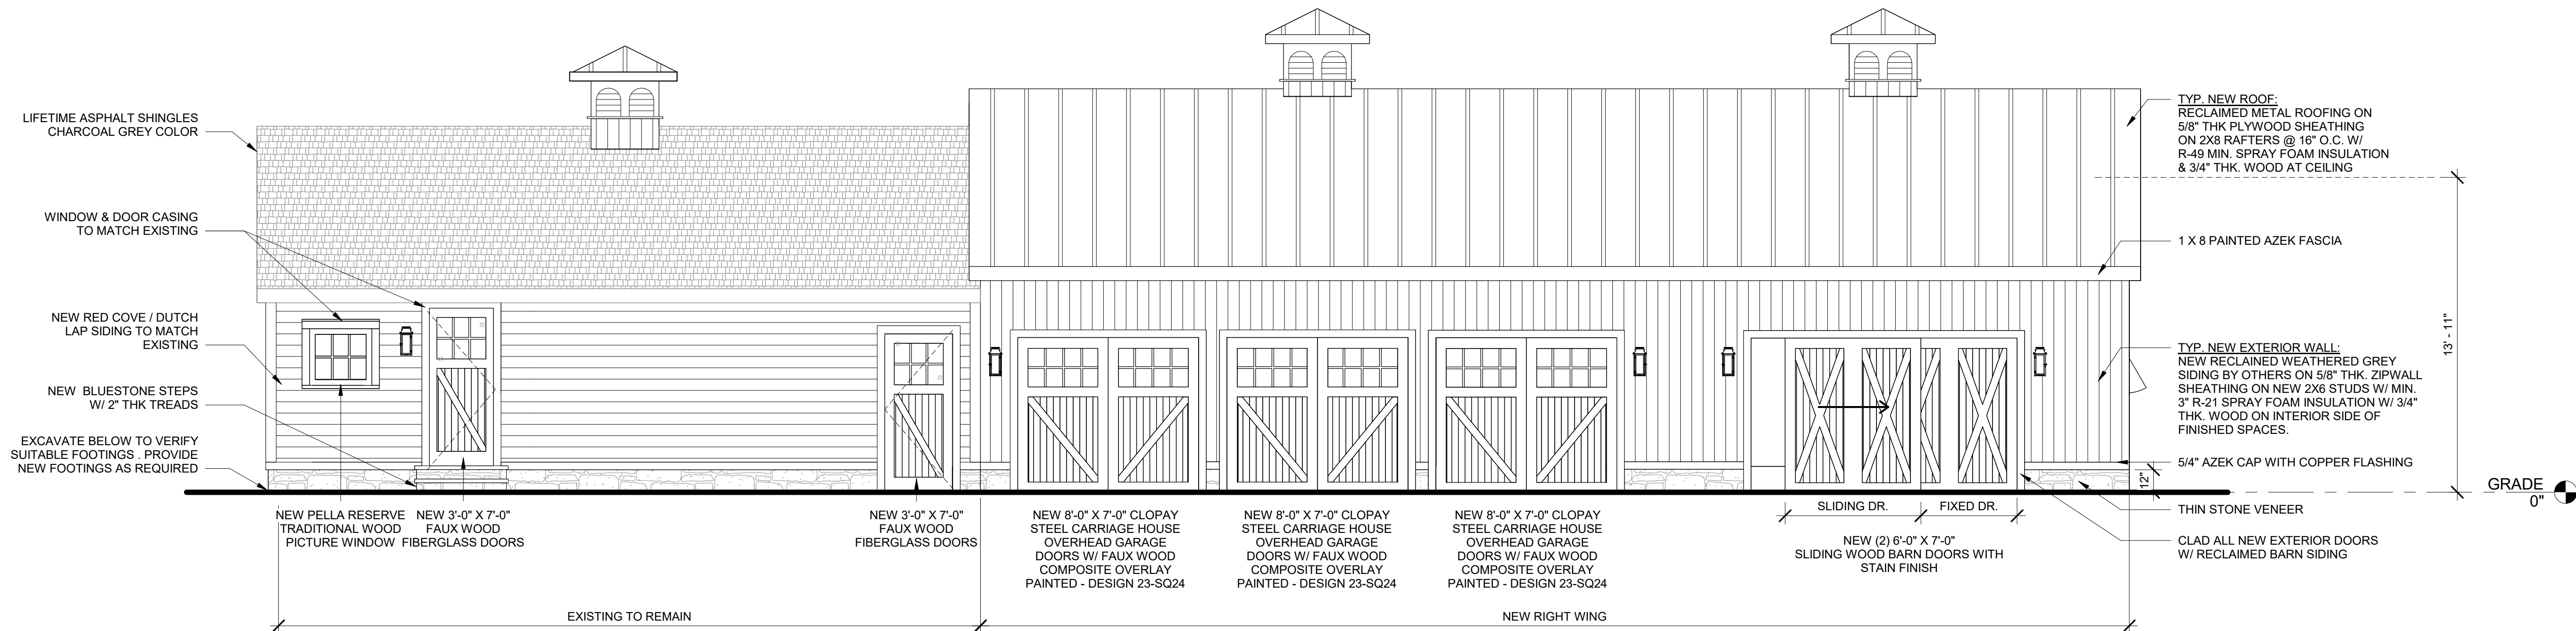 LIFETIME ASPHALT SHINGLES
CHARCOAL GREY COLOR
WINDOW & DOOR CASING
TO MATCH EXISTING
NEW RED COVE / DUTCH
LAP SIDING TO MATCH
EXISTING
NEW BLUESTONE STEPS
W/ 2" THK TREADS
EXCAVATE BELOW TO VERIFY
SUITABLE FOOTINGS . PROVIDE
NEW FOOTINGS AS REQUIRED
TYP. NEW ROOF:
RECLAIMED METAL ROOFING ON
5/8" THK PLYWOOD SHEATHING
ON 2X8 RAFTERS @ 16" O.C. W/
R-49 MIN. SPRAY FOAM INSULATION
& 3/4" THK. WOOD AT CEILING
1 X 8 PAINTED AZEK FASCIA
13' - 11"
TYP. NEW EXTERIOR WALL:
NEW RECLAINED WEATHERED GREY
SIDING BY OTHERS ON 5/8" THK. ZIPWALL
SHEATHING ON NEW 2X6 STUDS W/ MIN.
3" R-21 SPRAY FOAM INSULATION W/ 3/4"
THK. WOOD ON INTERIOR SIDE OF
FINISHED SPACES.
5/4" AZEK CAP WITH COPPER FLASHING
12"
GRADE
0"
THIN STONE VENEER
CLAD ALL NEW EXTERIOR DOORS
W/ RECLAIMED BARN SIDING
NEW PELLA RESERVE
TRADITIONAL WOOD
PICTURE WINDOW
NEW 3'-0" X 7'-0"
FAUX WOOD
FIBERGLASS DOORS
NEW 3'-0" X 7'-0"
FAUX WOOD
FIBERGLASS DOORS
NEW 8'-0" X 7'-0" CLOPAY
STEEL CARRIAGE HOUSE
OVERHEAD GARAGE
DOORS W/ FAUX WOOD
COMPOSITE OVERLAY
PAINTED - DESIGN 23-SQ24
NEW 8'-0" X 7'-0" CLOPAY
STEEL CARRIAGE HOUSE
OVERHEAD GARAGE
DOORS W/ FAUX WOOD
COMPOSITE OVERLAY
PAINTED - DESIGN 23-SQ24
NEW 8'-0" X 7'-0" CLOPAY
STEEL CARRIAGE HOUSE
OVERHEAD GARAGE
DOORS W/ FAUX WOOD
COMPOSITE OVERLAY
PAINTED - DESIGN 23-SQ24
SLIDING DR.
FIXED DR.
NEW (2) 6'-0" X 7'-0"
SLIDING WOOD BARN DOORS WITH
STAIN FINISH
EXISTING TO REMAIN
NEW RIGHT WING